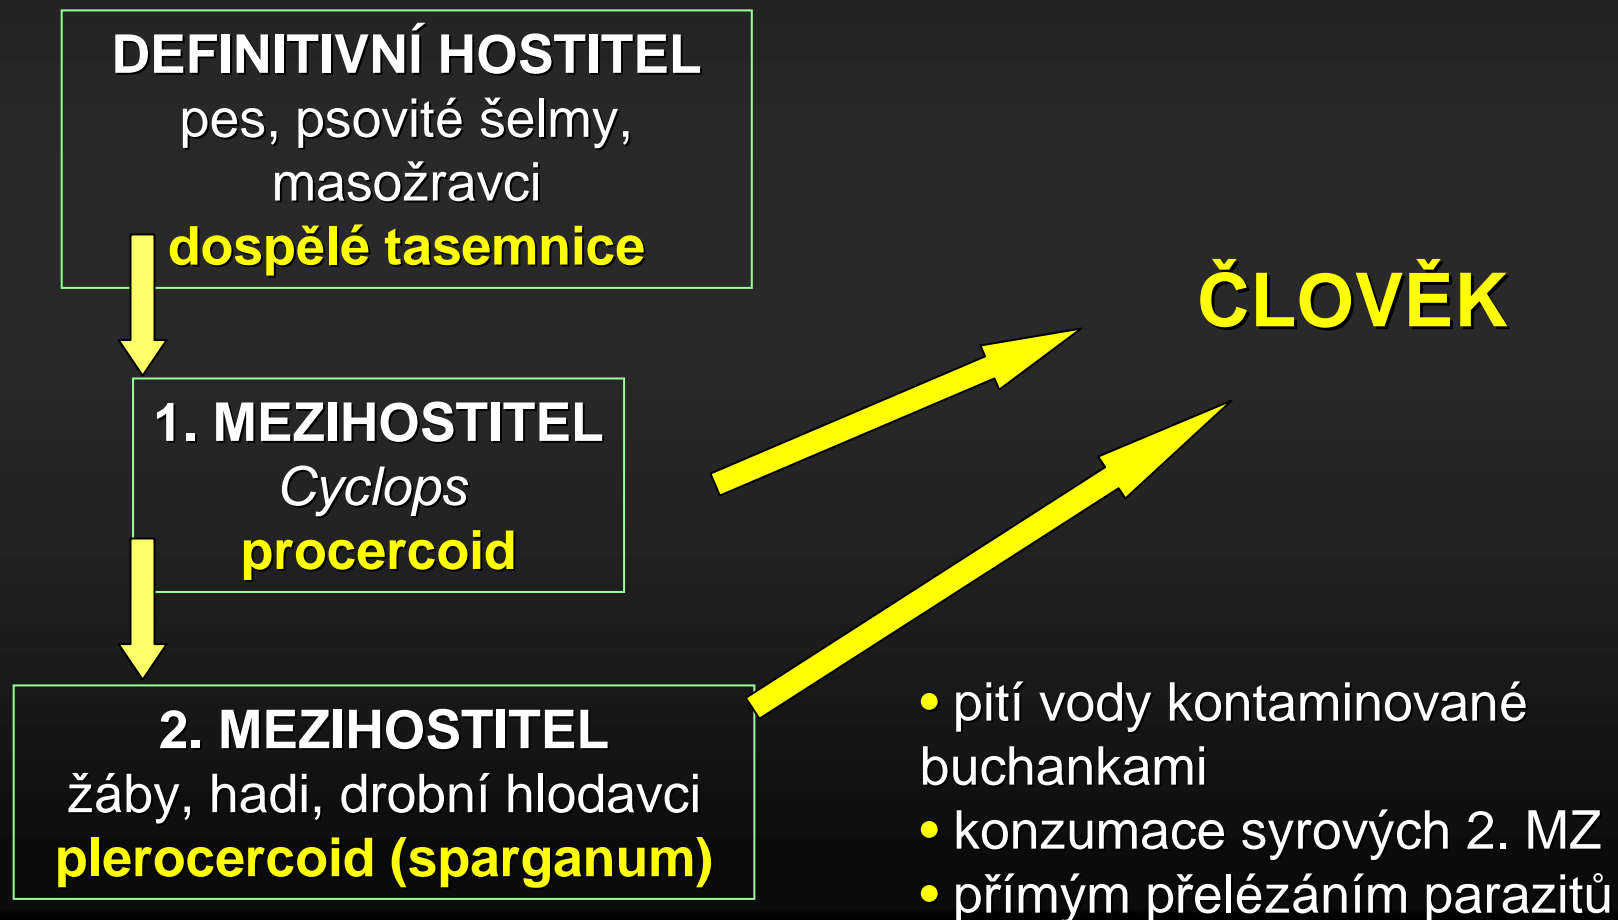 DEFINITIVNÍ HOSTITEL
pes, psovité šelmy,
masožravci
dospělé tasemnice
ČLOVĚK
1. MEZIHOSTITEL
Cyclops
procercoid
2. MEZIHOSTITEL
žáby, hadi, drobní hlodavci
plerocercoid (sparganum)
• pití vody kontaminované
buchankami
• konzumace syrových 2. MZ
• přímým přelézáním parazitů